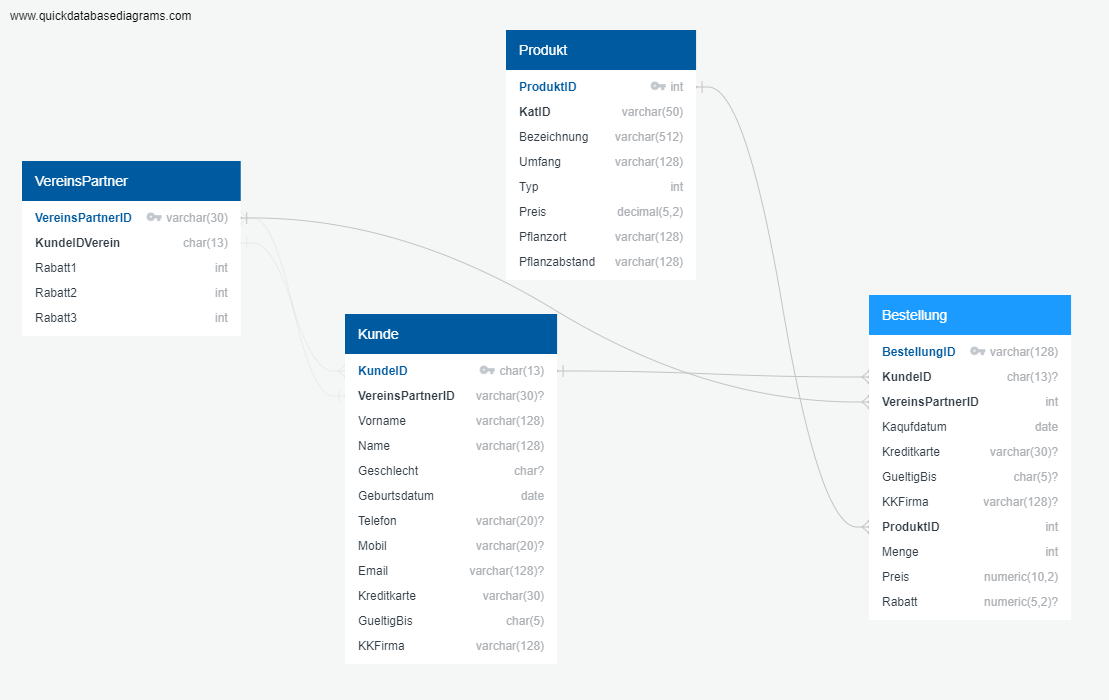 www.quickdatabasediagrams.com
Produkt
ProduktID int
KatID varchar(50)
Bezeichnung varchar(512)
Umfang varchar(128)
Typ int
Preis decimal(5,2)
Pflanzort varchar(128)
Pflanzabstand varchar(128)
VereinsPartner
VereinsPartnerID varchar(30)
KundeIDVerein char(13)
Rabatt1 int
Rabatt2 int
Rabatt3 int
Kunde
KundeID char(13)
VereinsPartnerID varchar(30)?
Vorname varchar(128)
Name varchar(128)
Geschlecht char?
Geburtsdatum date
Telefon varchar(20)?
Mobil varchar(20)?
Email varchar(128)?
Kreditkarte varchar(30)
GueltigBis char(5)
KKFirma varchar(128)
Bestellung
BestellungID varchar(128)
KundeID char(13)?
VereinsPartnerID int
Kaqufdatum date
Kreditkarte varchar(30)?
GueltigBis char(5)?
KKFirma varchar(128)?
ProduktID int
Menge int
Preis numeric(10,2)
Rabatt numeric(5,2)?